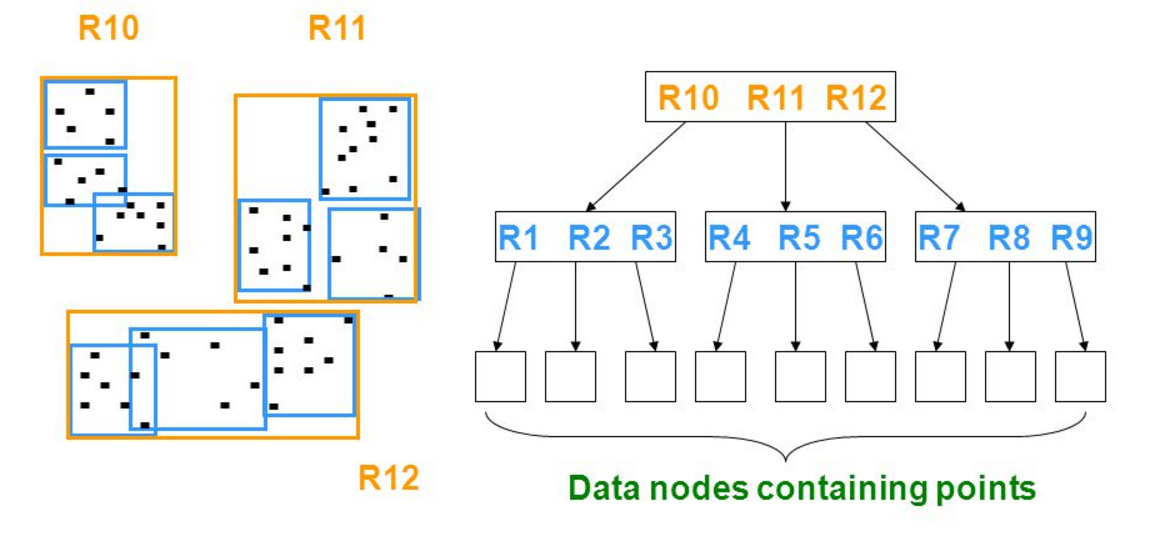 R10 R11
R12
R10 R11 R12
R1 R2 R3 R4 R5 R6 R7 R8 R9
Data nodes containing points